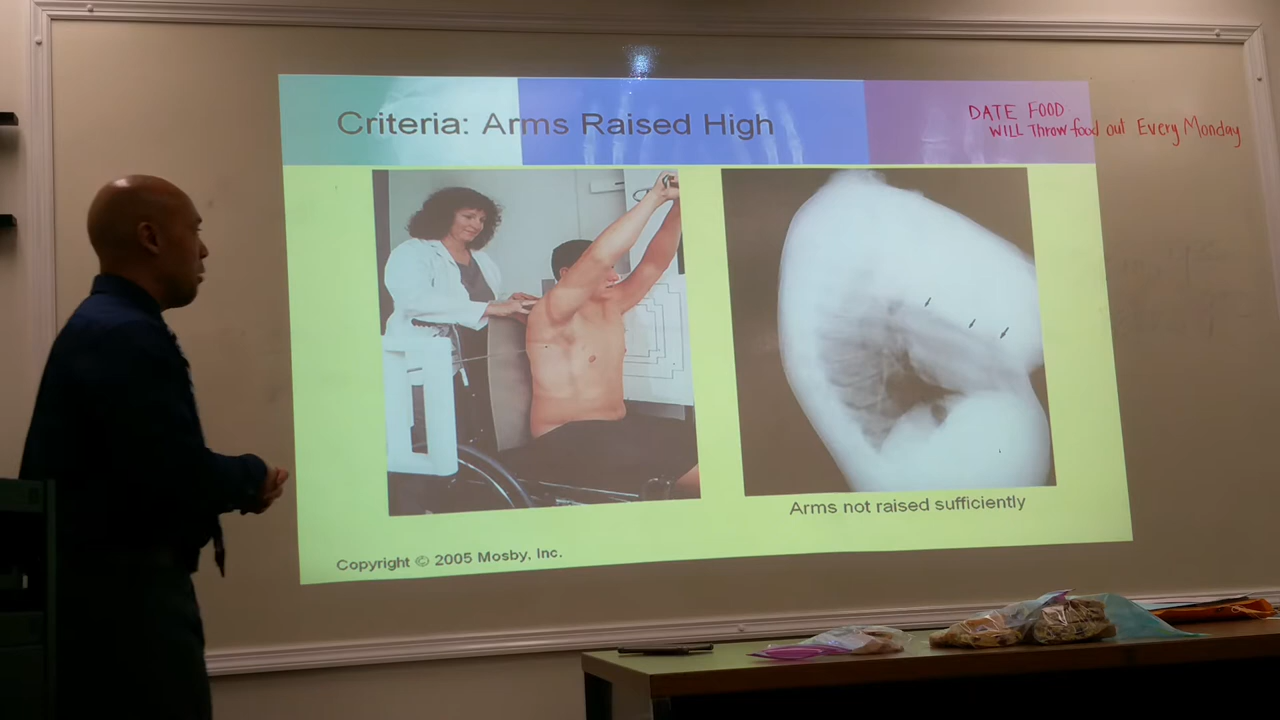 Criteria: Arms Raised High
DATE FOOD
WILL Throw food out Every Monday
Arms not raised sufficiently
Copyright © 2005 Mosby, Inc.